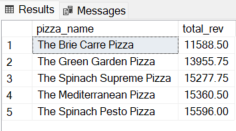 Results Messages
pizza_name total_rev
1 The Brie Carre Pizza 11588.50
2 The Green Garden Pizza 13955.75
3 The Spinach Supreme Pizza 15277.75
4 The Mediterranean Pizza 15360.50
5 The Spinach Pesto Pizza 15596.00